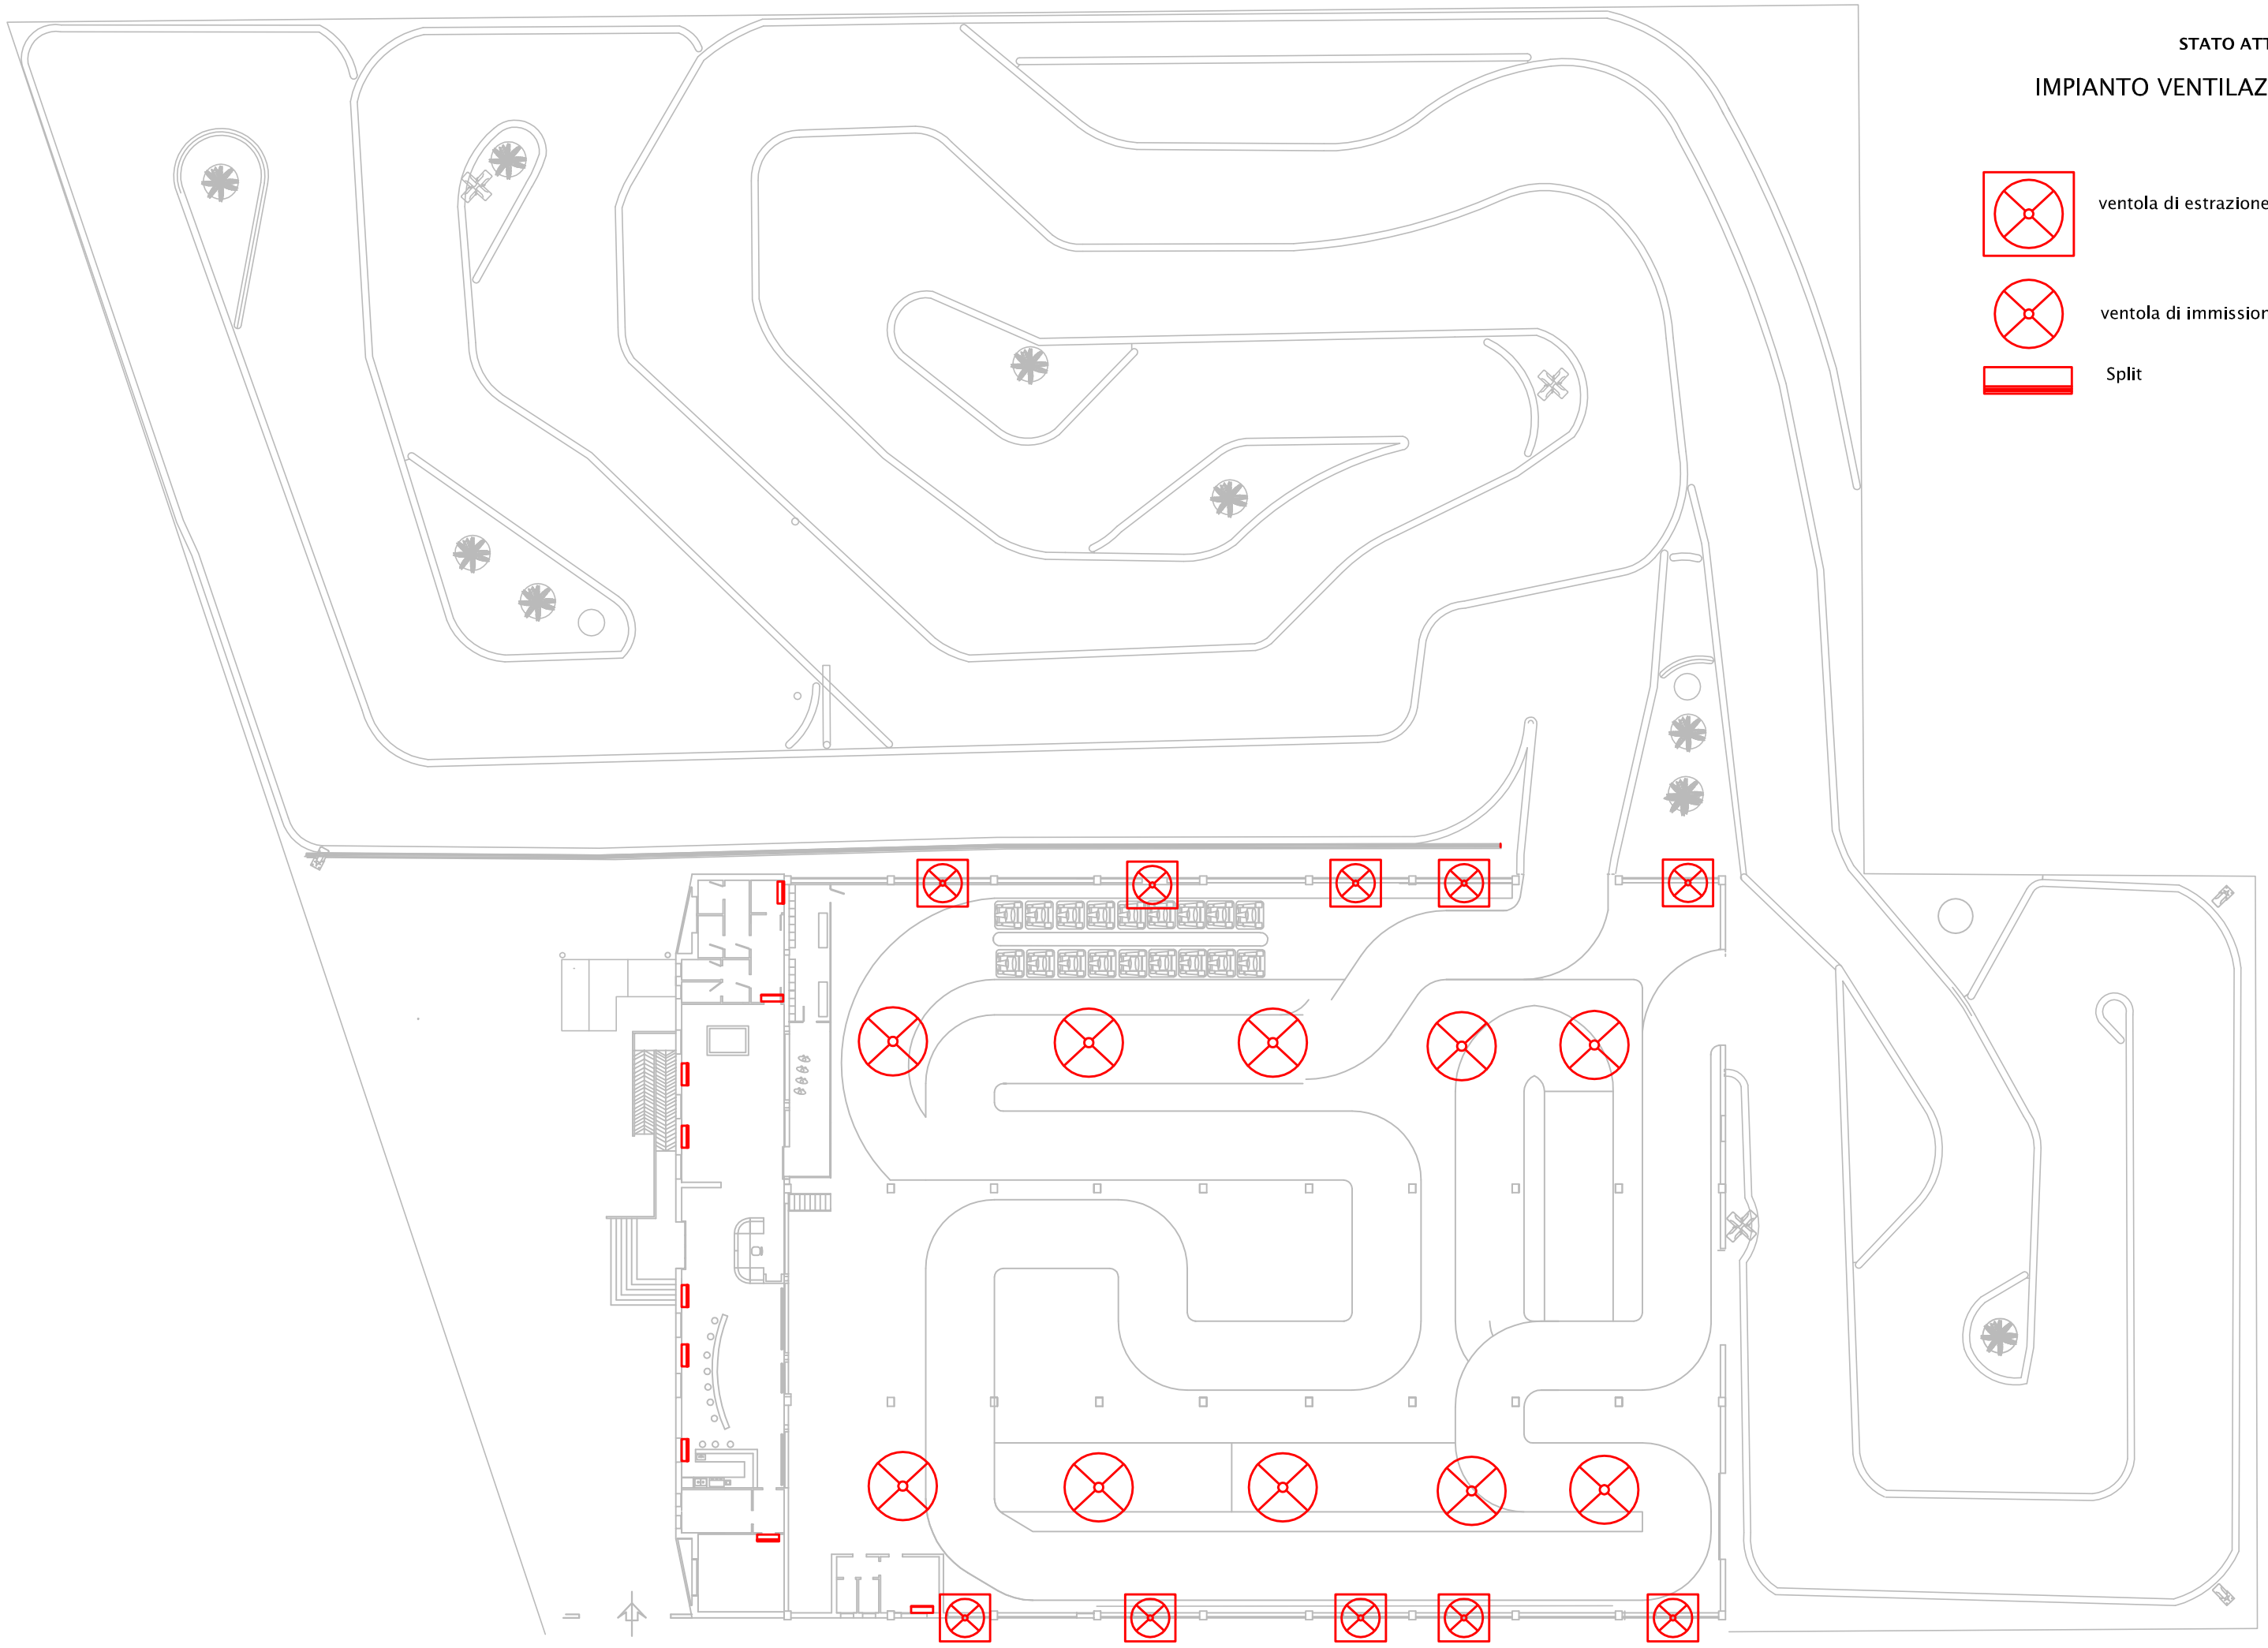 STATO ATT
IMPIANTO VENTILAZ
ventola di estrazione
ventola di immission
Split